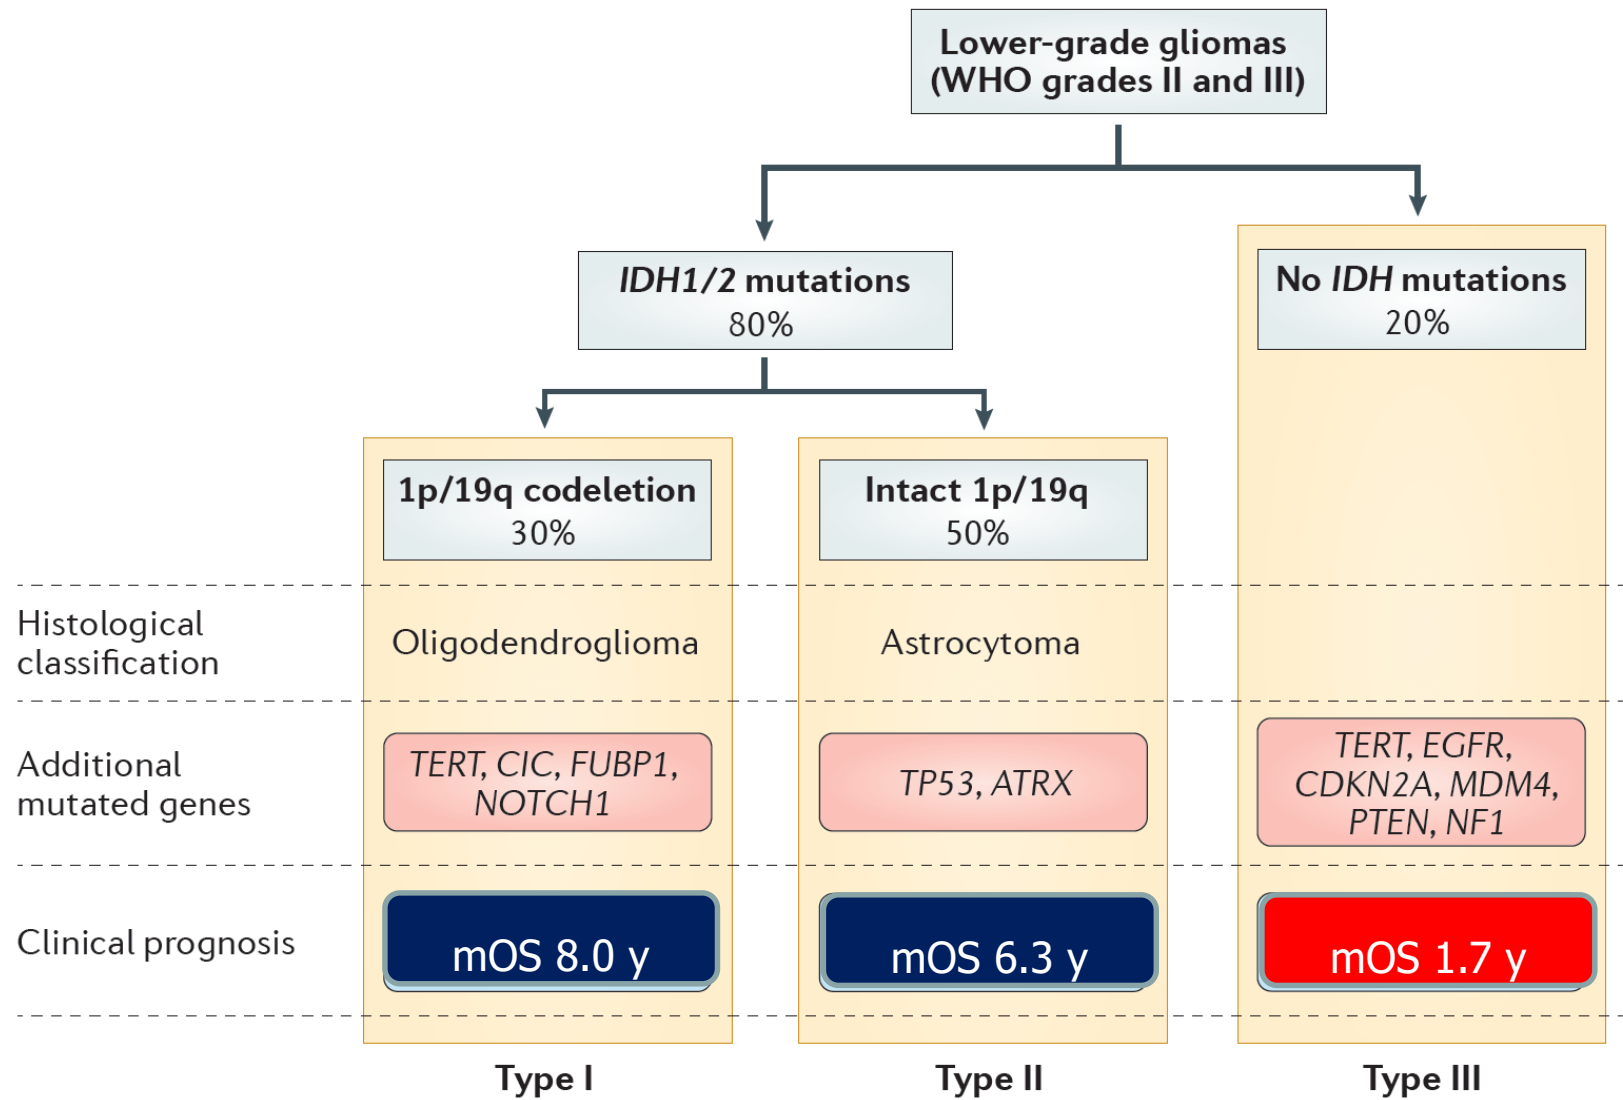 Lower-grade gliomas
(WHO grades II and III)
IDH1/2 mutations
80%
No IDH mutations
20%
1p/19q codeletion
30%
Intact 1p/19q
50%
Histological
classification
Oligodendroglioma
Astrocytoma
Additional
mutated genes
TERT, CIC, FUBP1,
NOTCH1
TP53, ATRX
TERT, EGFR,
CDKN2A, MDM4,
PTEN, NF1
Clinical prognosis
mOS 8.0 y
mOS 6.3 y
mOS 1.7 y
Type I
Type II
Type III